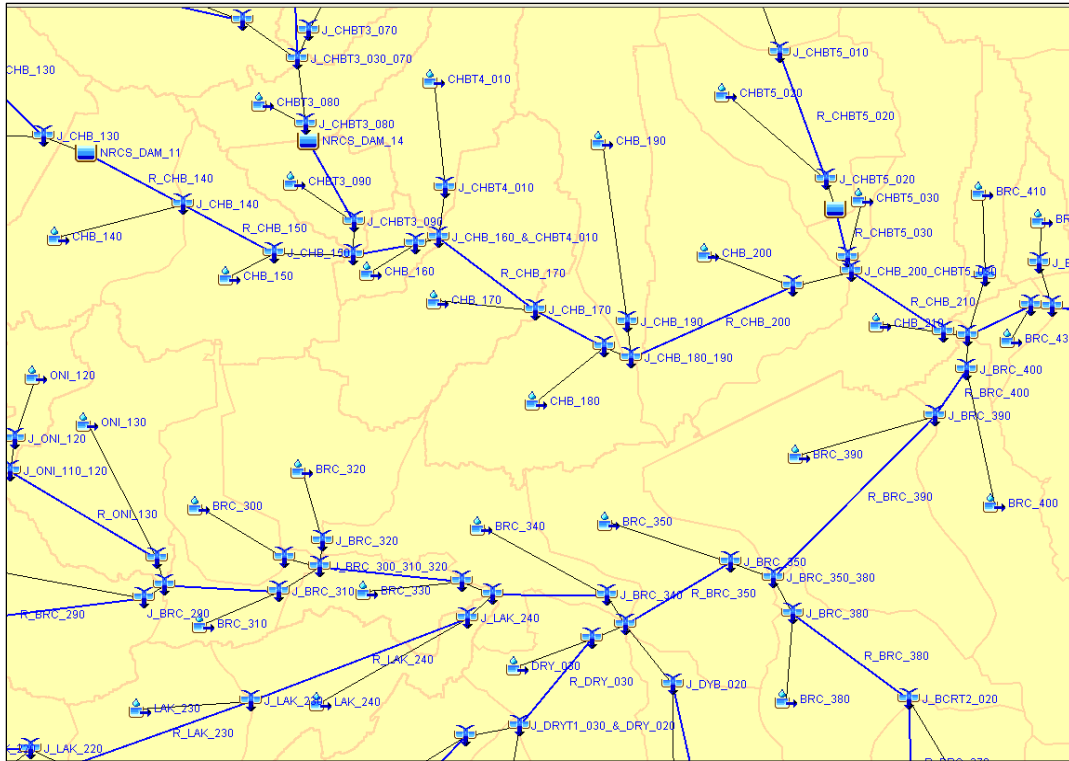 J_CHBT3_070
J_CHBT3_030_070
CHB_130
CHBT4_010
CHBT3_080
J_CHBT3_080
J_CHB_130
NRCS_DAM_11
NRCS_DAM_14
J_CHBT5_010
CHBT5_020
R_CHBT5_020
CHB_190
R_CHB_140
CHBT3_090
J_CHBT4_010
J_CHBT5_020
CHBT5_030
BRC_410
J_CHB_140
J_CHBT3_090
R_CHB_150
CHB_140
J_CHB_160_&_CHBT4_010
R_CHBT5_030
J_CHB_150
CHB_200
CHB_150
CHB_160
R_CHB_170
CHB_170
J_CHB_170
R_CHB_210
J_CHB_190
R_CHB_200
CHB_210
BRC_43
J_CHB_180_190
J_BRC_400
ONI_120
R_BRC_400
CHB_180
J_BRC_390
ONI_130
J_ONI_120
BRC_390
J_ONI_110_120
BRC_320
R_BRC_390
BRC_300
R_ONI_130
BRC_340
BRC_350
BRC_400
J_BRC_320
J_BRC_350
J_BRC_300_310_320
J_BRC_350_380
J_BRC_310
BRC_330
J_BRC_340
R_BRC_350
R_BRC_290
J_BRC_290
BRC_310
J_LAK_240
J_BRC_380
R_LAK_240
DRY_030
R_BRC_380
R_DRY_030
J_DYB_020
J_LAK_230
LAK_230
LAK_240
BRC_380
J_BCRT2_020
R_LAK_230
J_DRYT1_030_&_DRY_020
J_LAK_220